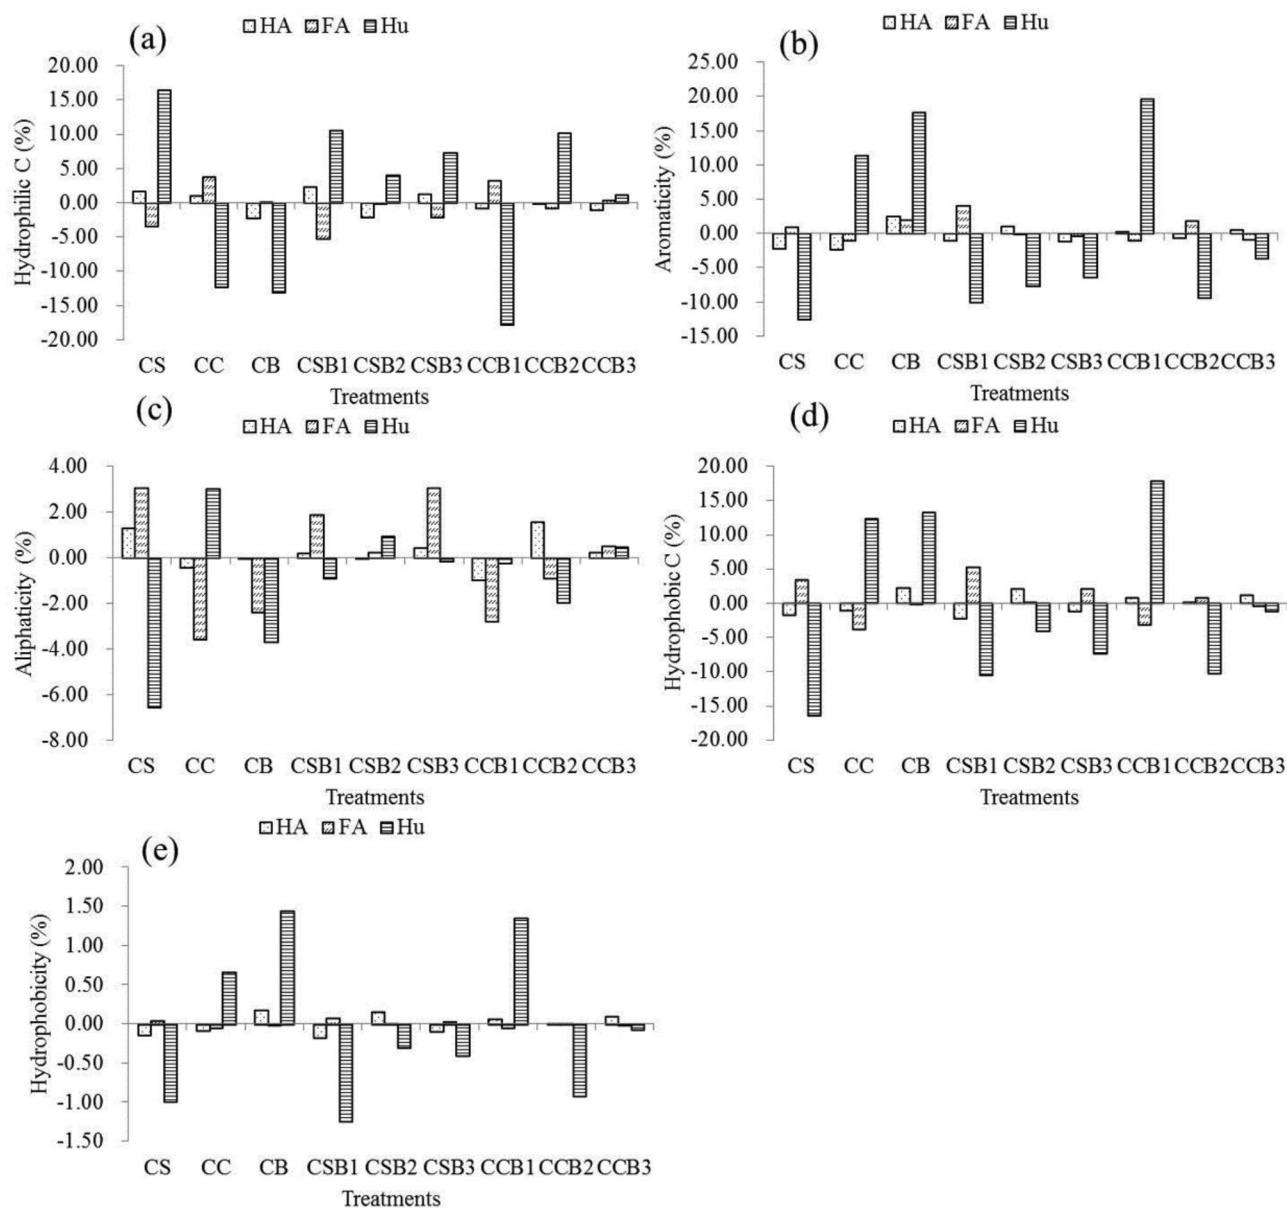 (a)
HA FA Hu
Hydrophilic C (%)
20.00
15.00
10.00
5.00
0.00
-5.00
-10.00
-15.00
-20.00
CS CC CB CSB1 CSB2 CSB3 CCB1 CCB2 CCB3
Treatments
(b)
HA FA Hu
Aromaticity (%)
25.00
20.00
15.00
10.00
5.00
0.00
-5.00
-10.00
-15.00
CS CC CB CSB1 CSB2 CSB3 CCB1 CCB2 CCB3
Treatments
(c)
HA FA Hu
Aliphaticity (%)
4.00
2.00
0.00
-2.00
-4.00
-6.00
-8.00
CS CC CB CSB1 CSB2 CSB3 CCB1 CCB2 CCB3
Treatments
(d)
HA FA Hu
Hydrophobic C (%)
20.00
15.00
10.00
5.00
0.00
-5.00
-10.00
-15.00
-20.00
CS CC CB CSB1 CSB2 CSB3 CCB1 CCB2 CCB3
Treatments
(e)
HA FA Hu
Hydrophobicity (%)
2.00
1.50
1.00
0.50
0.00
-0.50
-1.00
-1.50
CS CC CB CSB1 CSB2 CSB3 CCB1 CCB2 CCB3
Treatments